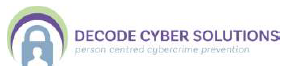 DECODE CYBER SOLUTIONS
person centred cybercrime prevention